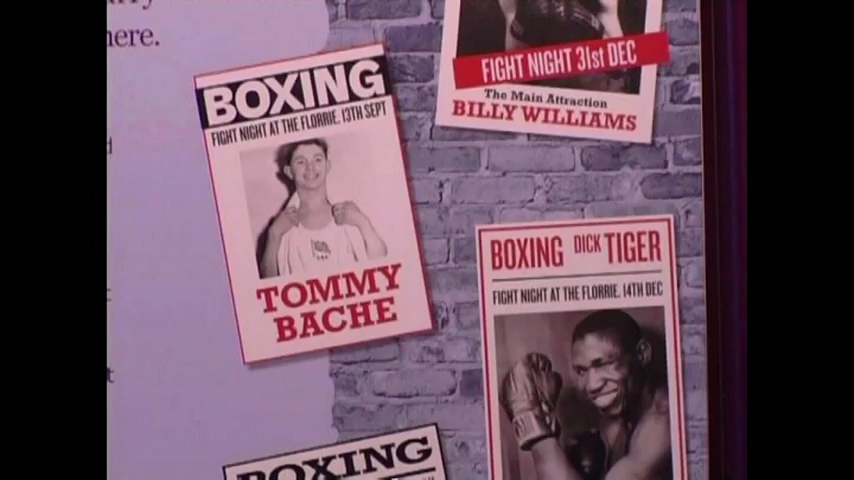 here.
BOXING
FIGHT NIGHT AT THE FLORRIE. 13TH SEPT
TOMMY
BACHE
FIGHT NIGHT 31st DEC
The Main Attraction
BILLY WILLIAMS
BOXING DICK TIGER
FIGHT NIGHT AT THE FLORRIE. 14TH DEC
BOXING